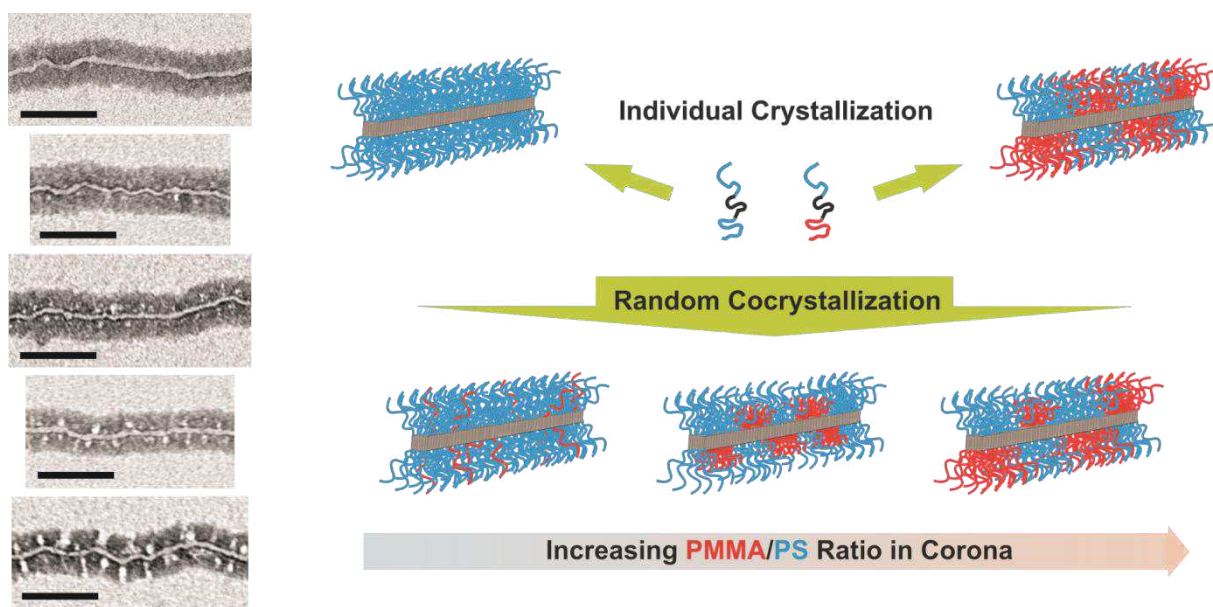 Individual Crystallization
Random Cocrystallization
Increasing PMMA/PS Ratio in Corona